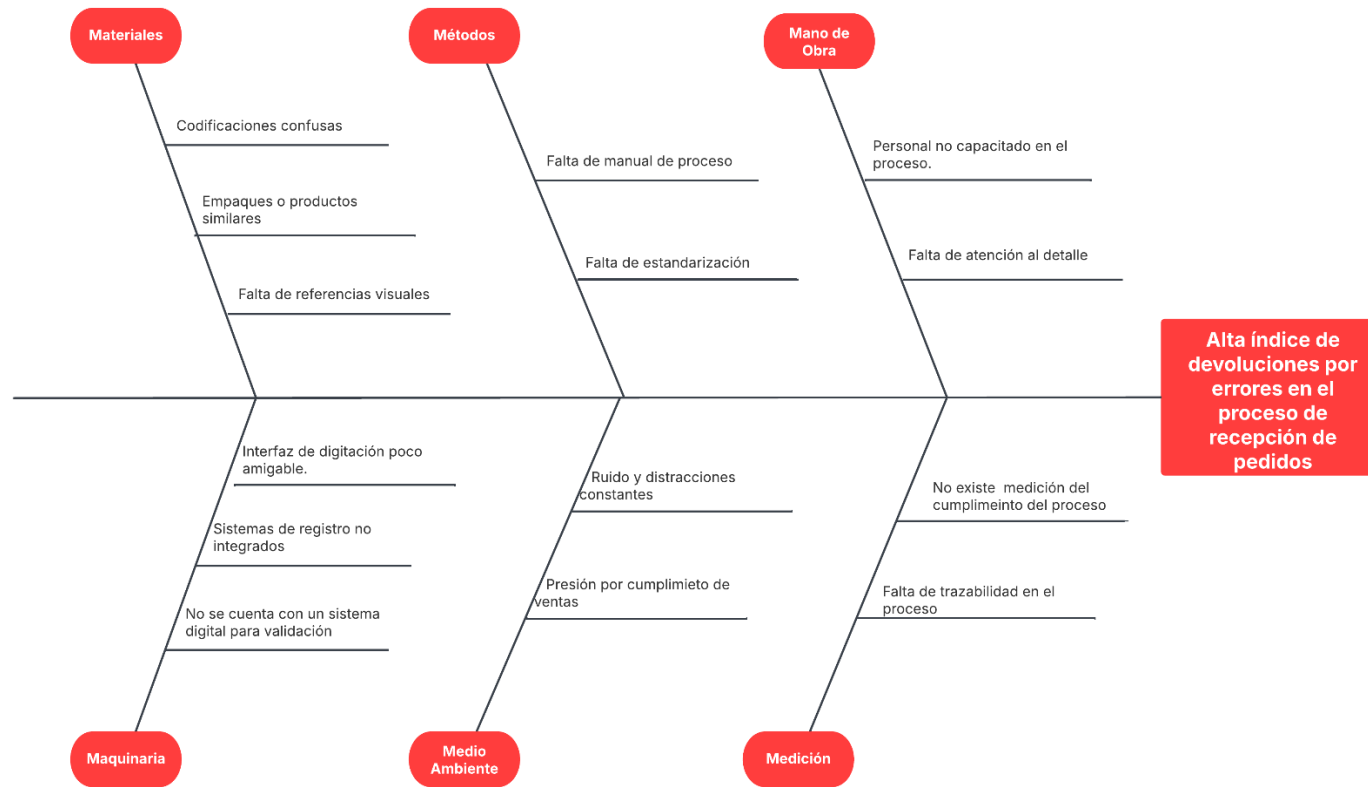 Materiales
Métodos
Mano de
Obra
Codificaciones confusas
Empaques o productos
similares
Falta de referencias visuales
Falta de manual de proceso
Falta de estandarización
Personal no capacitado en el
proceso.
Falta de atención al detalle
Alta índice de
devoluciones por
errores en el
proceso de
recepción de
pedidos
Interfaz de digitación poco
amigable.
Sistemas de registro no
integrados
No se cuenta con un sistema
digital para validación
Ruido y distracciones
constantes
Presión por cumplimieto de
ventas
No existe medición del
cumplimeinto del proceso
Falta de trazabilidad en el
proceso
Maquinaria
Medio
Ambiente
Medición